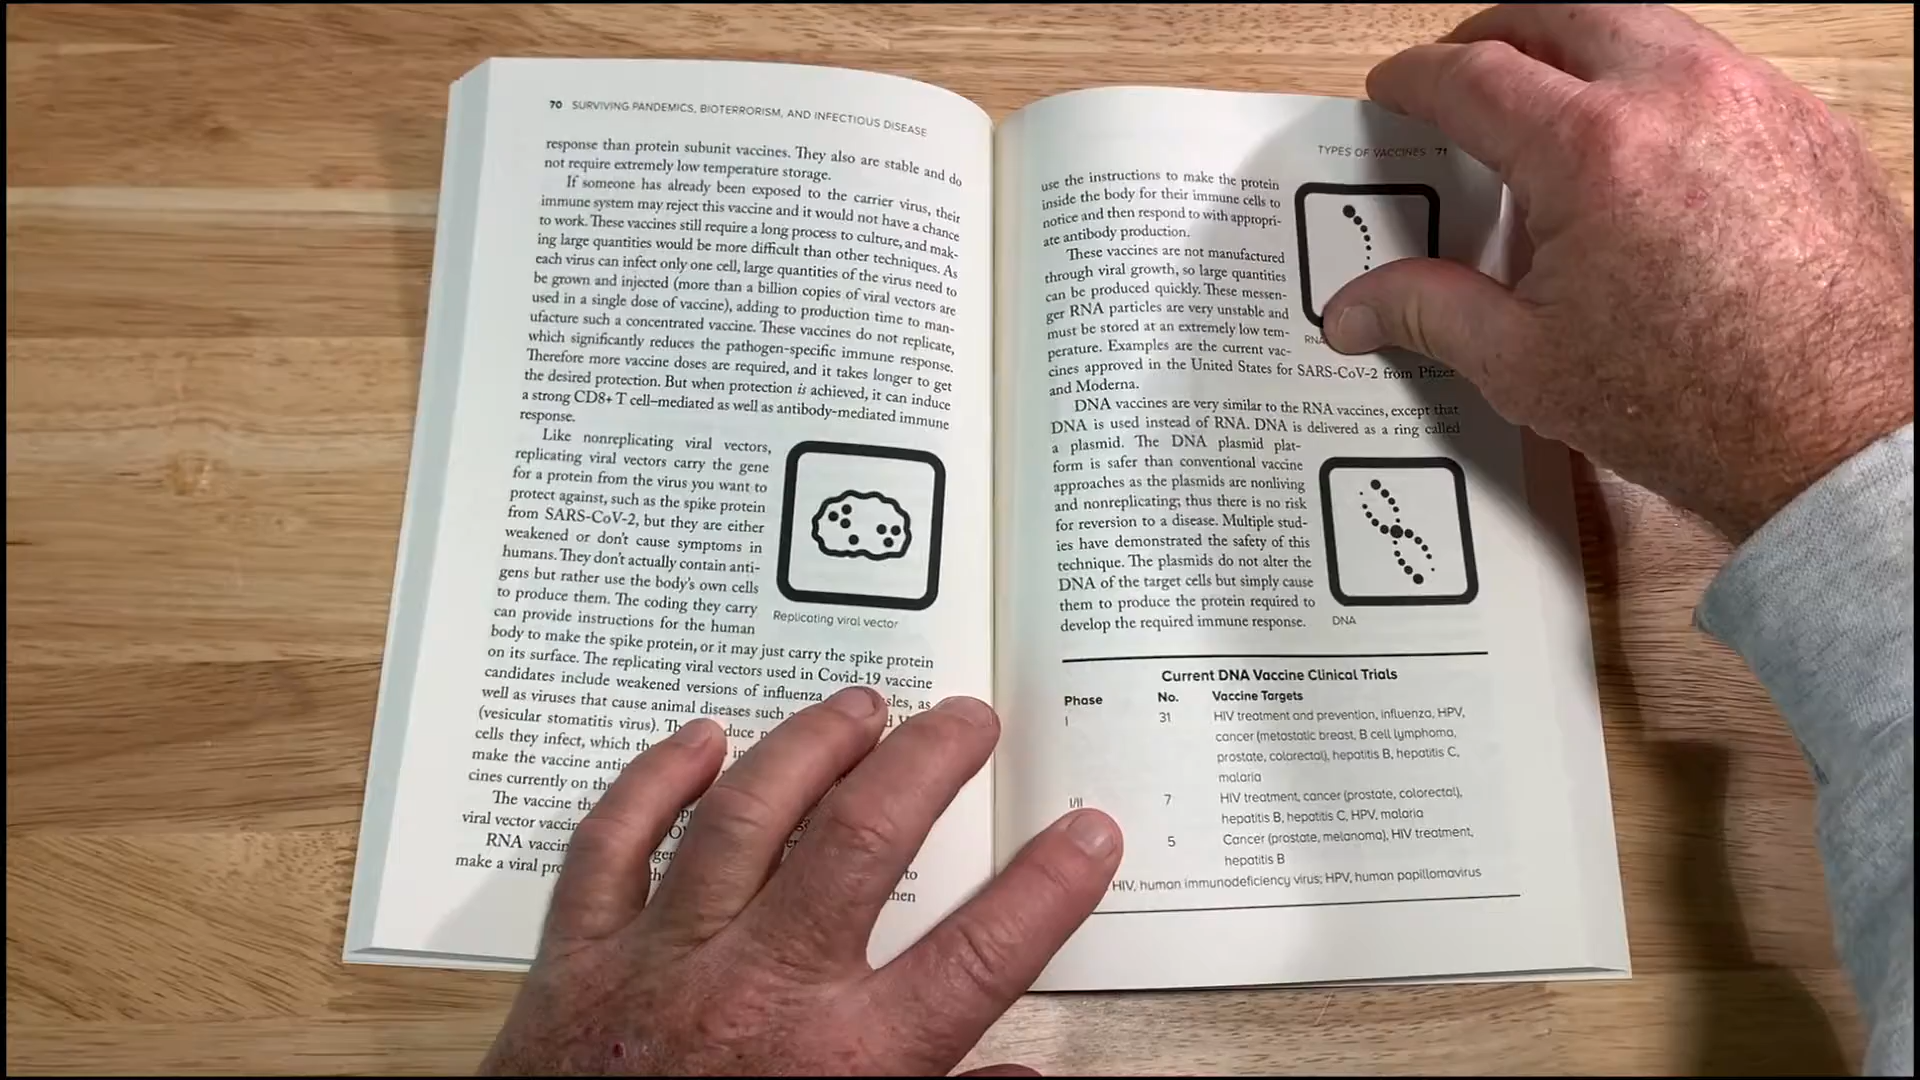 70 SURVIVING PANDEMICS, BIOTERRORISM, AND INFECTIOUS DISEASE
response than protein subunit vaccines. They also are stable and do
not require extremely low temperature storage.
If someone has already been exposed to the carrier virus, their
immune system may reject this vaccine and it would not have a chance
to work. These vaccines still require a long process to culture, and mak-
ing large quantities would be more difficult than other techniques. As
each virus can infect only one cell, large quantities of the virus need to
be grown and injected (more than a billion copies of viral vectors are
used in a single dose of vaccine), adding to production time to man-
ufacture such a concentrated vaccine. These vaccines do not replicate,
which significantly reduces the pathogen-specific immune response.
Therefore more vaccine doses are required, and it takes longer to get
the desired protection. But when protection is achieved, it can induce
a strong CD8+ T cell–mediated as well as antibody-mediated immune
response.
Like nonreplicating viral vectors,
replicating viral vectors carry the gene
for a protein from the virus you want to
protect against, such as the spike protein
from SARS-CoV-2, but they are either
weakened or don't cause symptoms in
humans. They don't actually contain anti-
gens but rather use the body's own cells
to produce them. The coding they carry
can provide instructions for the human
Replicating viral vector
body to make the spike protein, or it may just carry the spike protein
on its surface. The replicating viral vectors used in Covid-19 vaccine
candidates include weakened versions of influenza as
well as viruses that cause animal diseases such
(vesicular stomatitis virus).
cells they infect, which
make the vaccine
cines currently on
The vaccine
viral vector
RNA
make a viral to
TYPES OF VACCINES 71
use the instructions to make the protein
inside the body for their immune cells to
notice and then respond to with appropri-
ate antibody production.
These vaccines are not manufactured
through viral growth, so large quantities
can be produced quickly. These messen-
ger RNA particles are very unstable and
must be stored at an extremely low tem-
RNA
perature. Examples are the current vac-
cines approved in the United States for SARS-CoV-2 from Pfizer
and Moderna.
DNA vaccines are very similar to the RNA vaccines, except that
DNA is used instead of RNA. DNA is delivered as a ring called
a plasmid. The DNA plasmid plat-
form is safer than conventional vaccine
approaches as the plasmids are nonliving
and nonreplicating; thus there is no risk
for reversion to a disease. Multiple stud-
ies have demonstrated the safety of this
technique. The plasmids do not alter the
DNA of the target cells but simply cause
them to produce the protein required to
develop the required immune response.
DNA
Current DNA Vaccine Clinical Trials
Phase No. Vaccine Targets
I 31 HIV treatment and prevention, influenza, HPV,
cancer (metastatic breast, B cell lymphoma,
prostate, colorectal), hepatitis B, hepatitis C,
malaria
I/II 7 HIV treatment, cancer (prostate, colorectal),
hepatitis B, hepatitis C, HPV, malaria
5 Cancer (prostate, melanoma), HIV treatment,
hepatitis B
HIV, human immunodeficiency virus; HPV, human papillomavirus